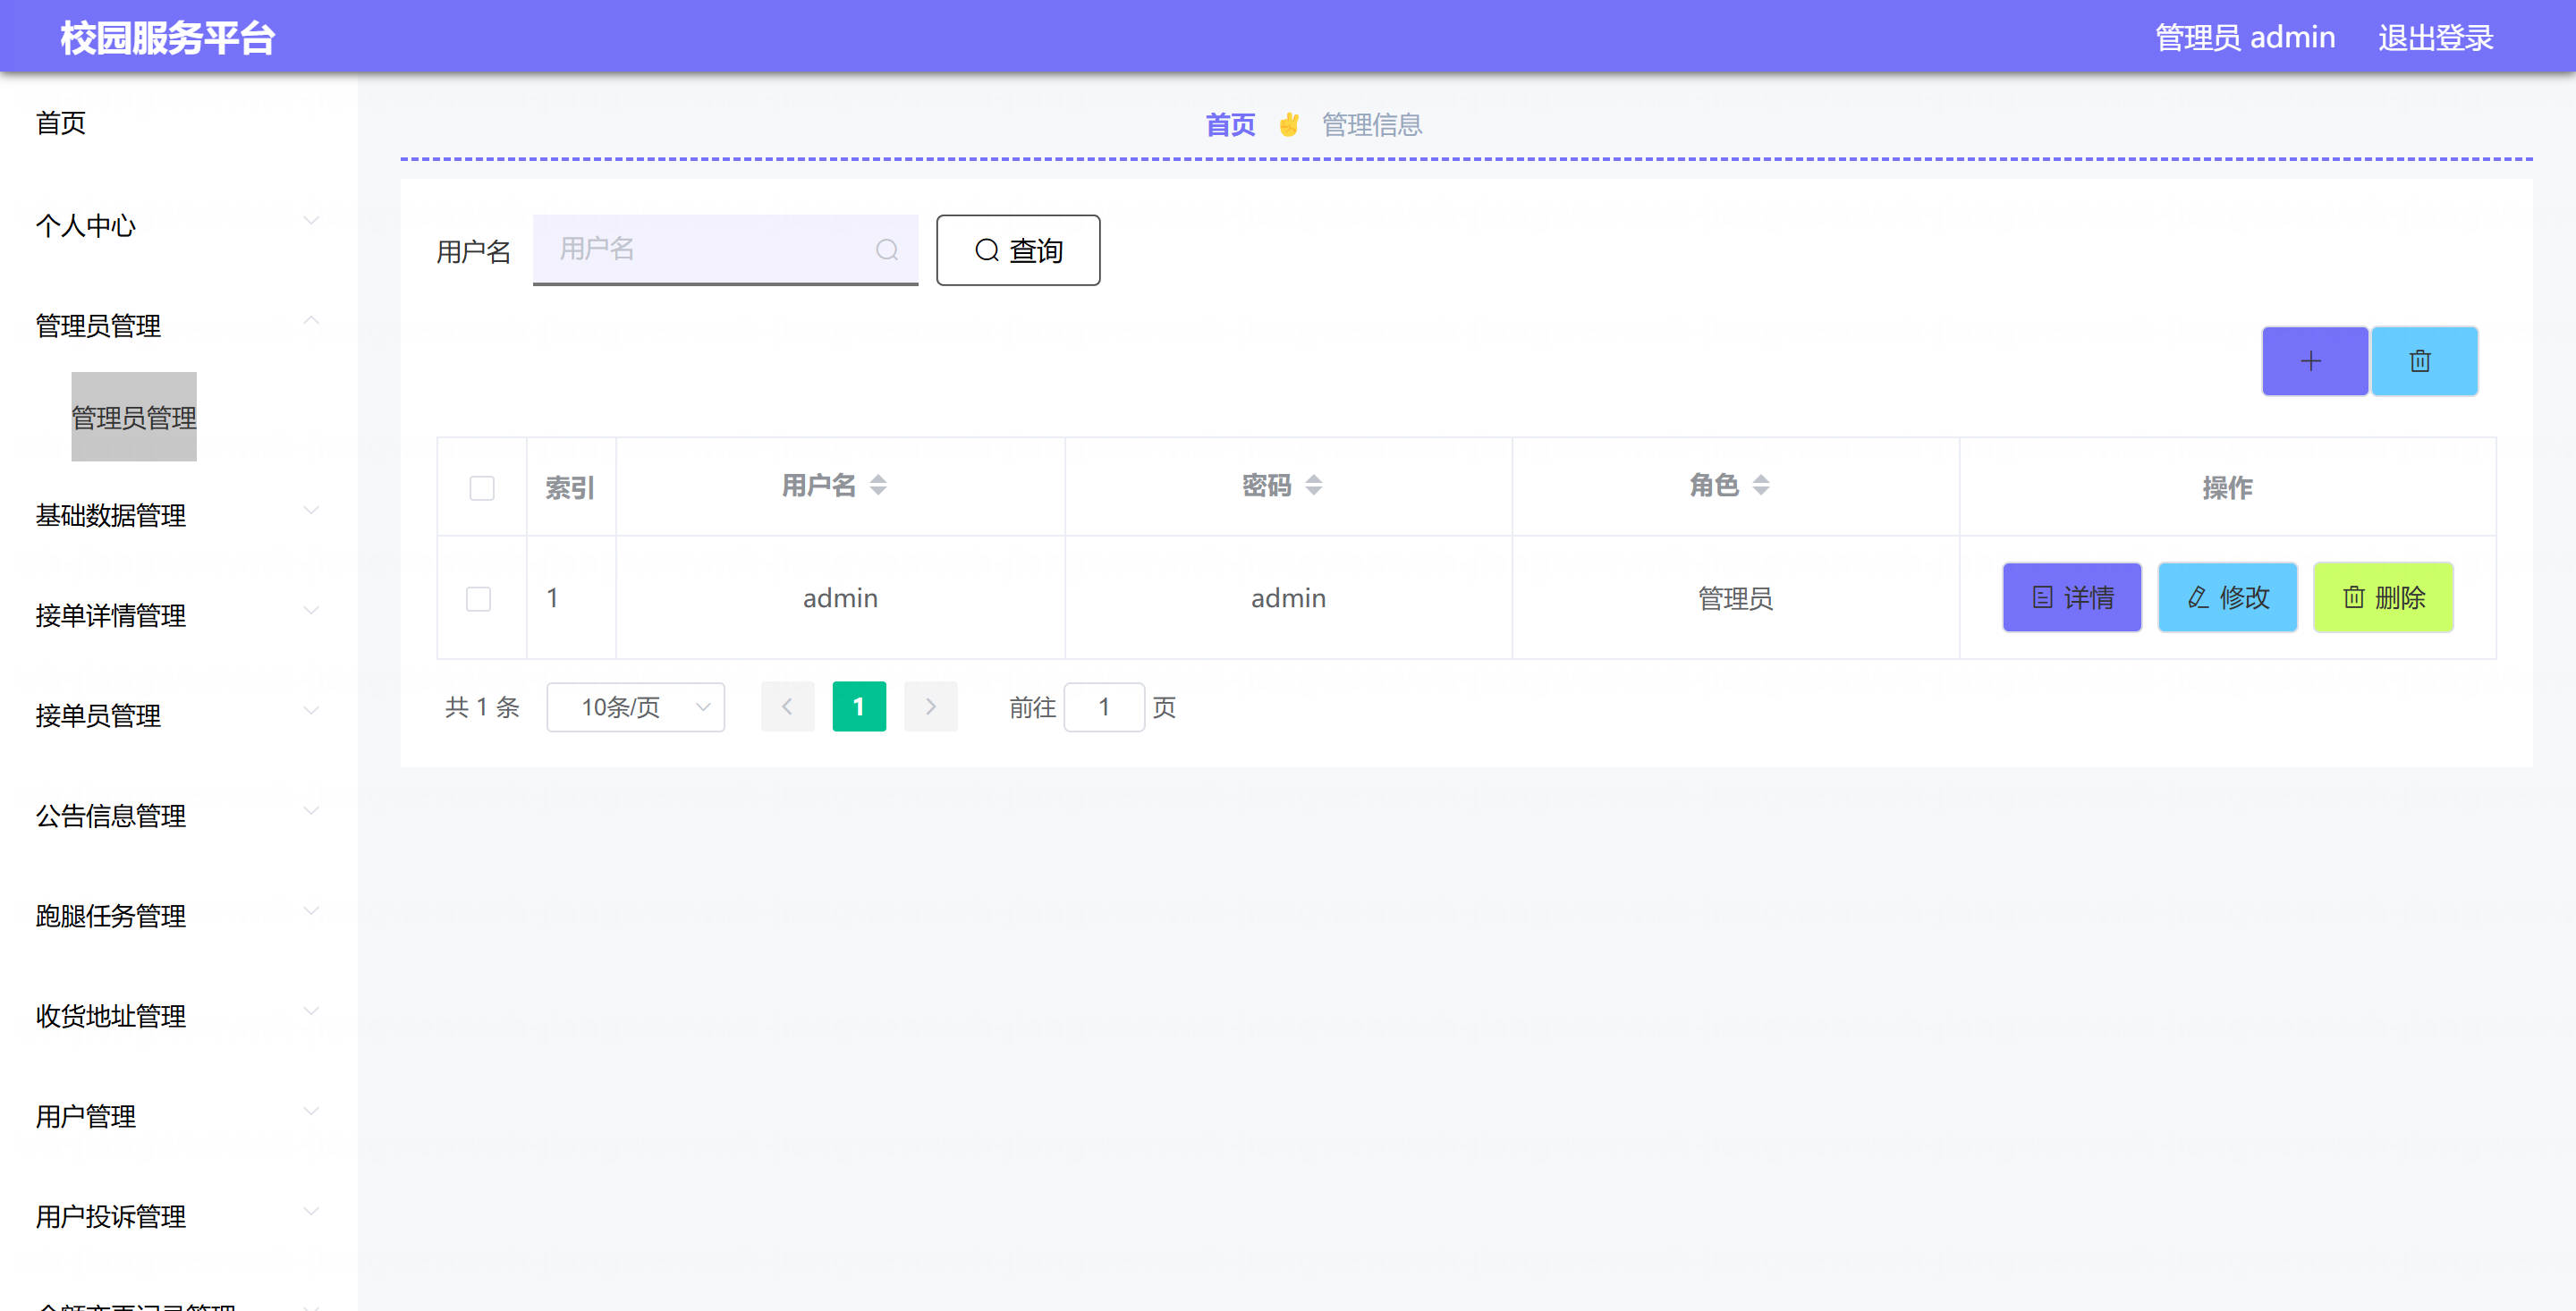 校园服务平台
管理员 admin 退出登录
首页
个人中心
管理员管理
管理员管理
基础数据管理
接单详情管理
接单员管理
公告信息管理
跑腿任务管理
收货地址管理
用户管理
用户投诉管理
首页 ✌ 管理信息
用户名 用户名 查询
索引 用户名 密码 角色 操作
1 admin admin 管理员 详情 修改 删除
共 1 条 10条/页 1 前往 1 页